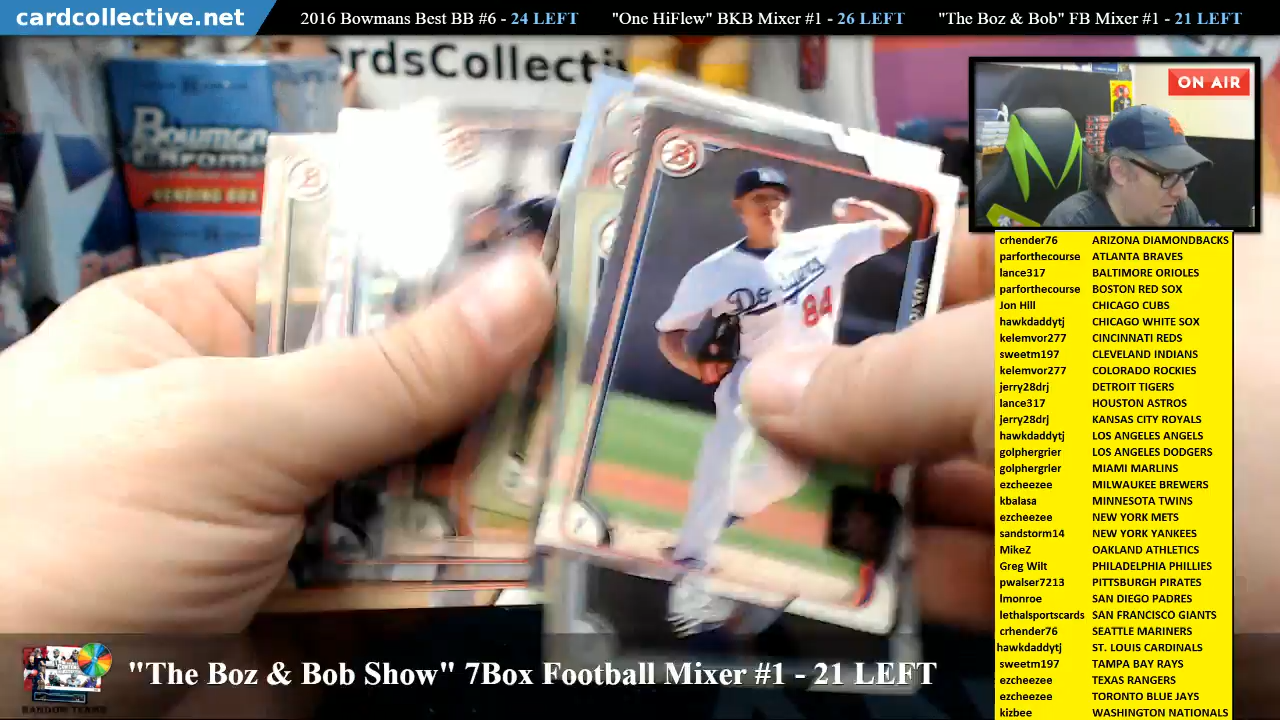 cardcollective.net
2016 Bowmans Best BB #6 - 24 LEFT
"One HiFlew" BKB Mixer #1 - 26 LEFT
"The Boz & Bob" FB Mixer #1 - 21 LEFT
rdsCollectiv
Bowman
Chrome
VENDING BOX
Dodgers
84
ON AIR
crhender76 ARIZONA DIAMONDBACKS
parforthecourse ATLANTA BRAVES
lance317 BALTIMORE ORIOLES
parforthecourse BOSTON RED SOX
Jon Hill CHICAGO CUBS
hawkdaddytj CHICAGO WHITE SOX
kelemvor277 CINCINNATI REDS
sweetm197 CLEVELAND INDIANS
kelemvor277 COLORADO ROCKIES
jerry28drj DETROIT TIGERS
lance317 HOUSTON ASTROS
jerry28drj KANSAS CITY ROYALS
hawkdaddytj LOS ANGELES ANGELS
golphergrier LOS ANGELES DODGERS
golphergrier MIAMI MARLINS
ezcheezee MILWAUKEE BREWERS
kbalasa MINNESOTA TWINS
ezcheezee NEW YORK METS
sandstorm14 NEW YORK YANKEES
MikeZ OAKLAND ATHLETICS
Greg Wilt PHILADELPHIA PHILLIES
pwalser7213 PITTSBURGH PIRATES
lmonroe SAN DIEGO PADRES
lethalsportscards SAN FRANCISCO GIANTS
crhender76 SEATTLE MARINERS
hawkdaddytj ST. LOUIS CARDINALS
sweetm197 TAMPA BAY RAYS
ezcheezee TEXAS RANGERS
ezcheezee TORONTO BLUE JAYS
kizbee WASHINGTON NATIONALS
"The Boz & Bob Show" 7Box Football Mixer #1 - 21 LEFT
RANDOM TEAMS